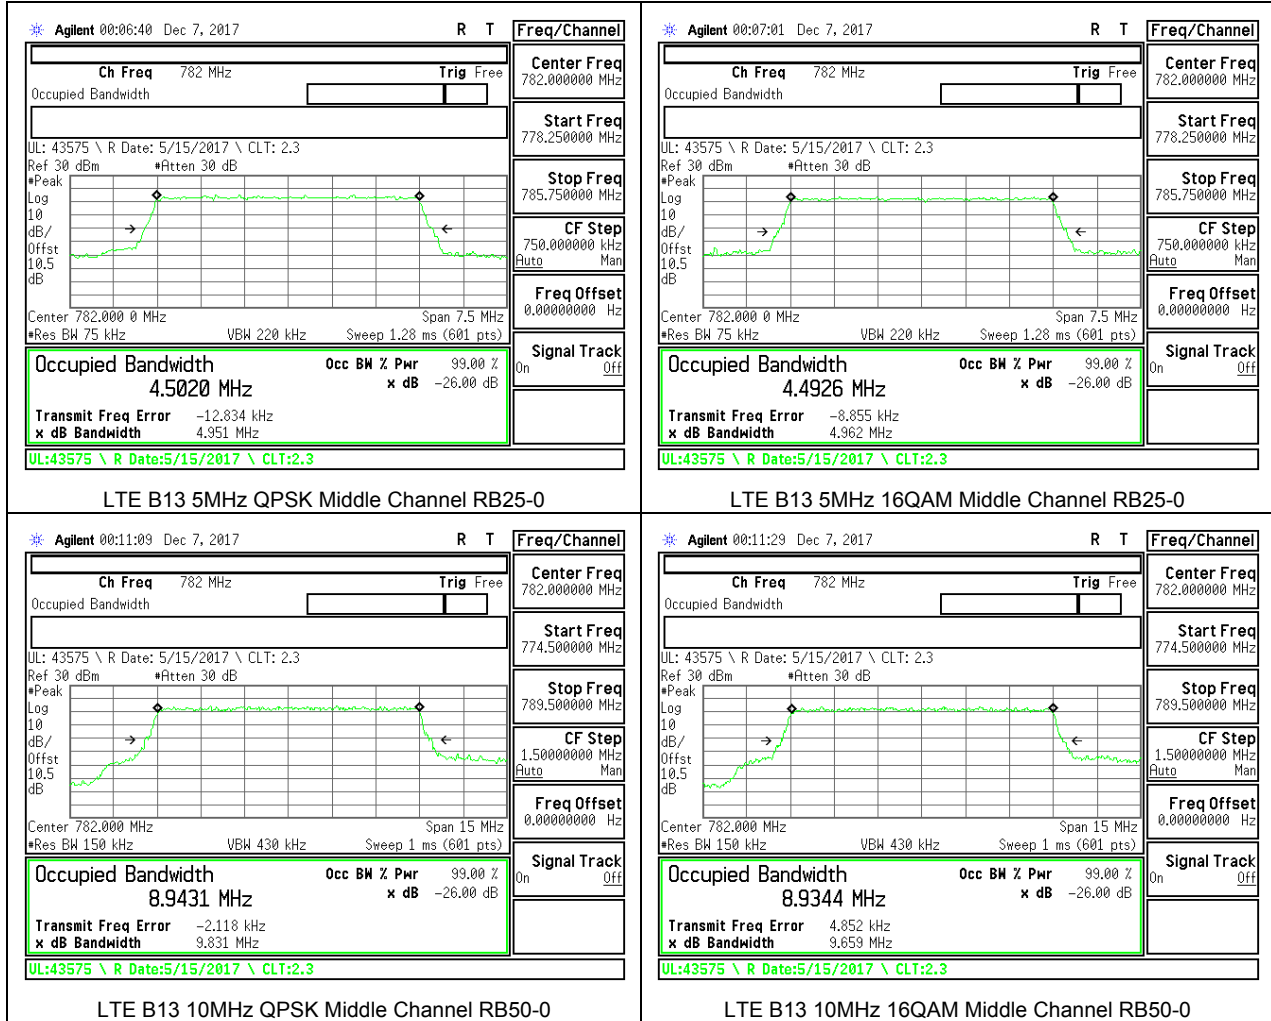 Agilent 00:06:40 Dec 7, 2017 R T
Freq/Channel
Ch Freq 782 MHz Trig Free
Occupied Bandwidth
Center Freq
782.000000 MHz
Start Freq
778.250000 MHz
Stop Freq
785.750000 MHz
CF Step
750.000000 kHz
Auto Man
Freq Offset
0.00000000 Hz
Signal Track
On Off
UL: 43575 \ R Date: 5/15/2017 \ CLT: 2.3
Ref 30 dBm #Atten 30 dB
#Peak
Log
10
dB/
Offst
10.5
dB
Center 782.000 0 MHz Span 7.5 MHz
#Res BW 75 kHz VBW 220 kHz Sweep 1.28 ms (601 pts)
Occupied Bandwidth Occ BW % Pwr 99.00 %
4.5020 MHz x dB -26.00 dB
Transmit Freq Error -12.834 kHz
x dB Bandwidth 4.951 MHz
UL:43575 \ R Date:5/15/2017 \ CLT:2.3
LTE B13 5MHz QPSK Middle Channel RB25-0
Agilent 00:07:01 Dec 7, 2017 R T
Freq/Channel
Ch Freq 782 MHz Trig Free
Occupied Bandwidth
Center Freq
782.000000 MHz
Start Freq
778.250000 MHz
Stop Freq
785.750000 MHz
CF Step
750.000000 kHz
Auto Man
Freq Offset
0.00000000 Hz
Signal Track
On Off
UL: 43575 \ R Date: 5/15/2017 \ CLT: 2.3
Ref 30 dBm #Atten 30 dB
#Peak
Log
10
dB/
Offst
10.5
dB
Center 782.000 0 MHz Span 7.5 MHz
#Res BW 75 kHz VBW 220 kHz Sweep 1.28 ms (601 pts)
Occupied Bandwidth Occ BW % Pwr 99.00 %
4.4926 MHz x dB -26.00 dB
Transmit Freq Error -8.855 kHz
x dB Bandwidth 4.962 MHz
UL:43575 \ R Date:5/15/2017 \ CLT:2.3
LTE B13 5MHz 16QAM Middle Channel RB25-0
Agilent 00:11:09 Dec 7, 2017 R T
Freq/Channel
Ch Freq 782 MHz Trig Free
Occupied Bandwidth
Center Freq
782.000000 MHz
Start Freq
774.500000 MHz
Stop Freq
789.500000 MHz
CF Step
1.50000000 MHz
Auto Man
Freq Offset
0.00000000 Hz
Signal Track
On Off
UL: 43575 \ R Date: 5/15/2017 \ CLT: 2.3
Ref 30 dBm #Atten 30 dB
#Peak
Log
10
dB/
Offst
10.5
dB
Center 782.000 MHz Span 15 MHz
#Res BW 150 kHz VBW 430 kHz Sweep 1 ms (601 pts)
Occupied Bandwidth Occ BW % Pwr 99.00 %
8.9431 MHz x dB -26.00 dB
Transmit Freq Error -2.118 kHz
x dB Bandwidth 9.831 MHz
UL:43575 \ R Date:5/15/2017 \ CLT:2.3
LTE B13 10MHz QPSK Middle Channel RB50-0
Agilent 00:11:29 Dec 7, 2017 R T
Freq/Channel
Ch Freq 782 MHz Trig Free
Occupied Bandwidth
Center Freq
782.000000 MHz
Start Freq
774.500000 MHz
Stop Freq
789.500000 MHz
CF Step
1.50000000 MHz
Auto Man
Freq Offset
0.00000000 Hz
Signal Track
On Off
UL: 43575 \ R Date: 5/15/2017 \ CLT: 2.3
Ref 30 dBm #Atten 30 dB
#Peak
Log
10
dB/
Offst
10.5
dB
Center 782.000 MHz Span 15 MHz
#Res BW 150 kHz VBW 430 kHz Sweep 1 ms (601 pts)
Occupied Bandwidth Occ BW % Pwr 99.00 %
8.9344 MHz x dB -26.00 dB
Transmit Freq Error 4.852 kHz
x dB Bandwidth 9.659 MHz
UL:43575 \ R Date:5/15/2017 \ CLT:2.3
LTE B13 10MHz 16QAM Middle Channel RB50-0